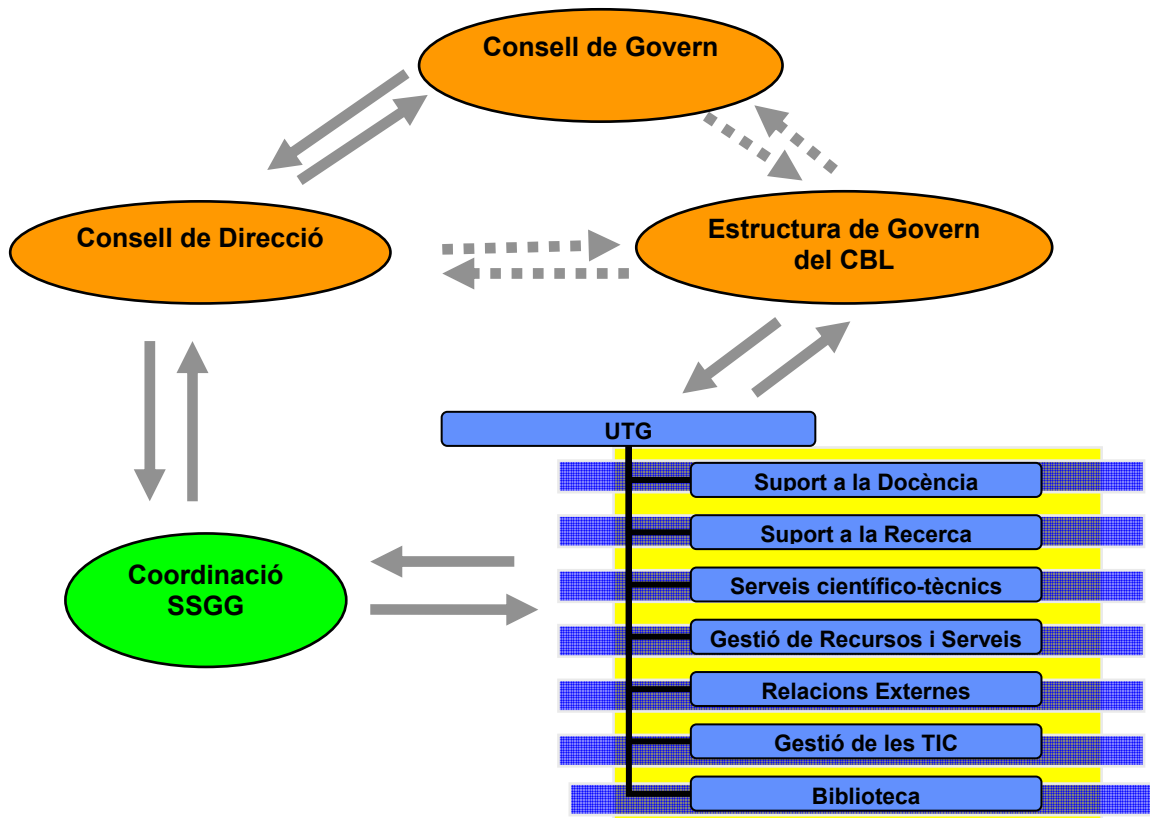 Consell de Govern
Consell de Direcció
Estructura de Govern
del CBL
UTG
Suport a la Docència
Suport a la Recerca
Coordinació
SSGG
Serveis científico-tècnics
Gestió de Recursos i Serveis
Relacions Externes
Gestió de les TIC
Biblioteca